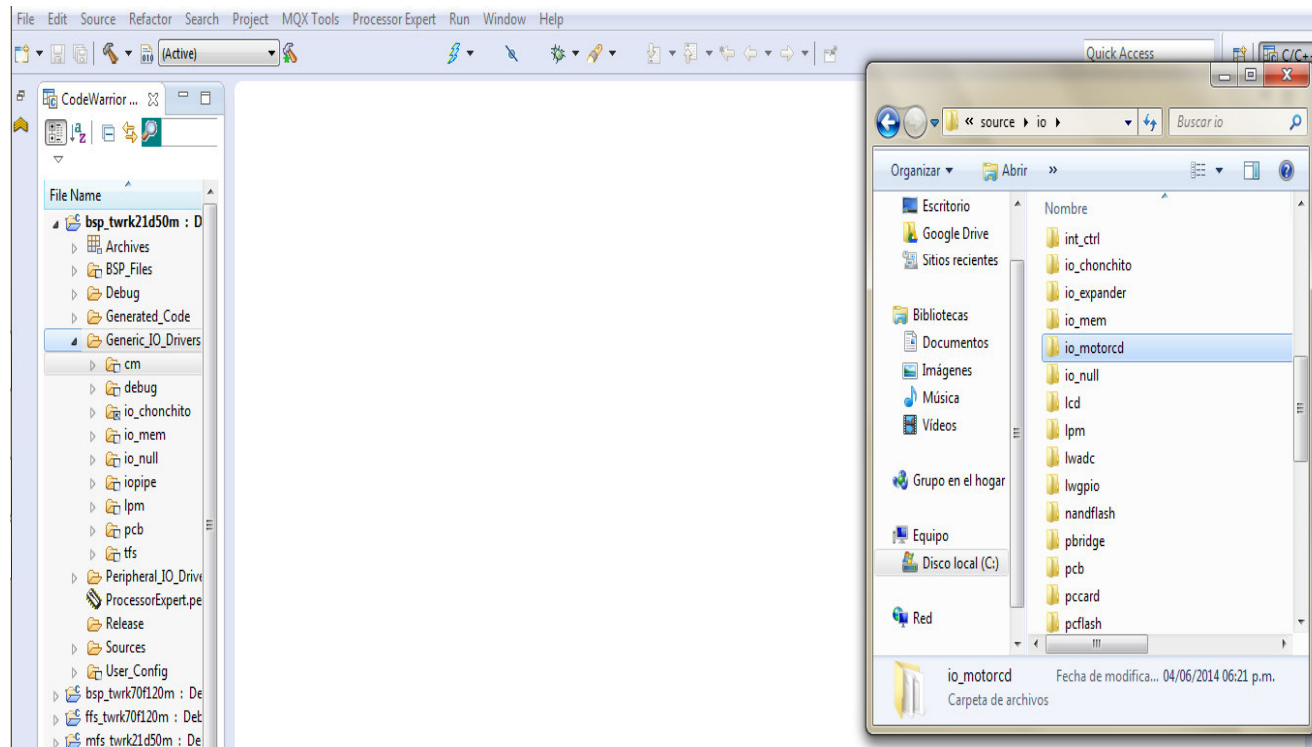 File Edit Source Refactor Search Project MQX Tools Processor Expert Run Window Help
(Active)
Quick Access
C/C+
CodeWarrior ...
File Name
bsp_twrk21d50m : D
Archives
BSP_Files
Debug
Generated_Code
Generic_IO_Drivers
cm
debug
io_chonchito
io_mem
io_null
iopipe
lpm
pcb
tfs
Peripheral_IO_Drive
ProcessorExpert.pe
Release
Sources
User_Config
bsp_twrk70f120m : De
ffs_twrk70f120m : Deb
mfs_twrk21d50m : De
« source io
Buscar io
Organizar Abrir »
Escritorio
Google Drive
Sitios recientes
Bibliotecas
Documentos
Imágenes
Música
Vídeos
Grupo en el hogar
Equipo
Disco local (C:)
Red
Nombre
int_ctrl
io_chonchito
io_expander
io_mem
io_motorcd
io_null
lcd
lpm
lwadc
lwgpio
nandflash
pbridge
pcb
pccard
pcflash
io_motorcd Fecha de modifica... 04/06/2014 06:21 p.m.
Carpeta de archivos